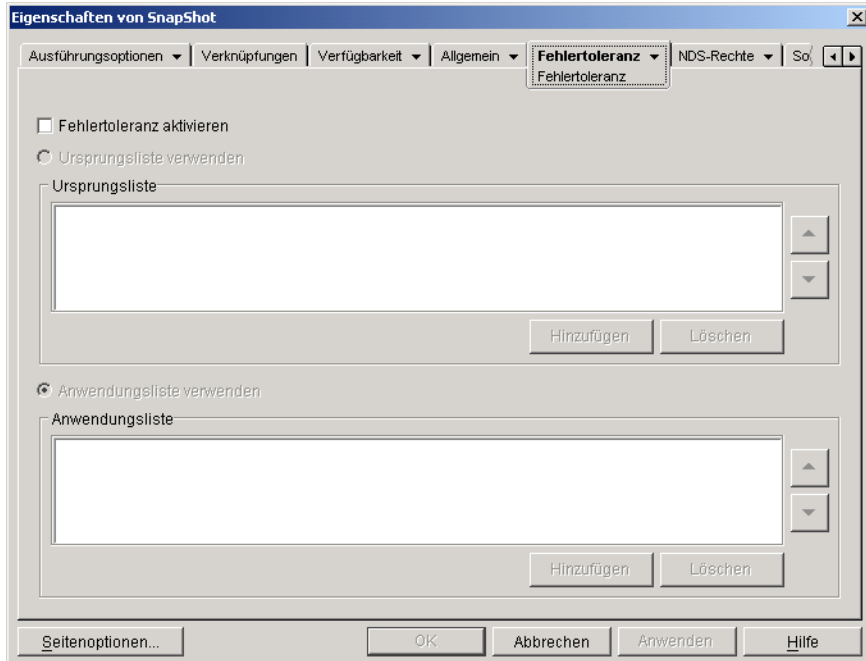 Eigenschaften von SnapShot
Ausführungsoptionen Verknüpfungen Verfügbarkeit Allgemein Fehlertoleranz NDS-Rechte So
Fehlertoleranz
Fehlertoleranz aktivieren
Ursprungsliste verwenden
Ursprungsliste
Hinzufügen Löschen
Anwendungsliste verwenden
Anwendungsliste
Hinzufügen Löschen
Seitenoptionen... OK Abbrechen Anwenden Hilfe